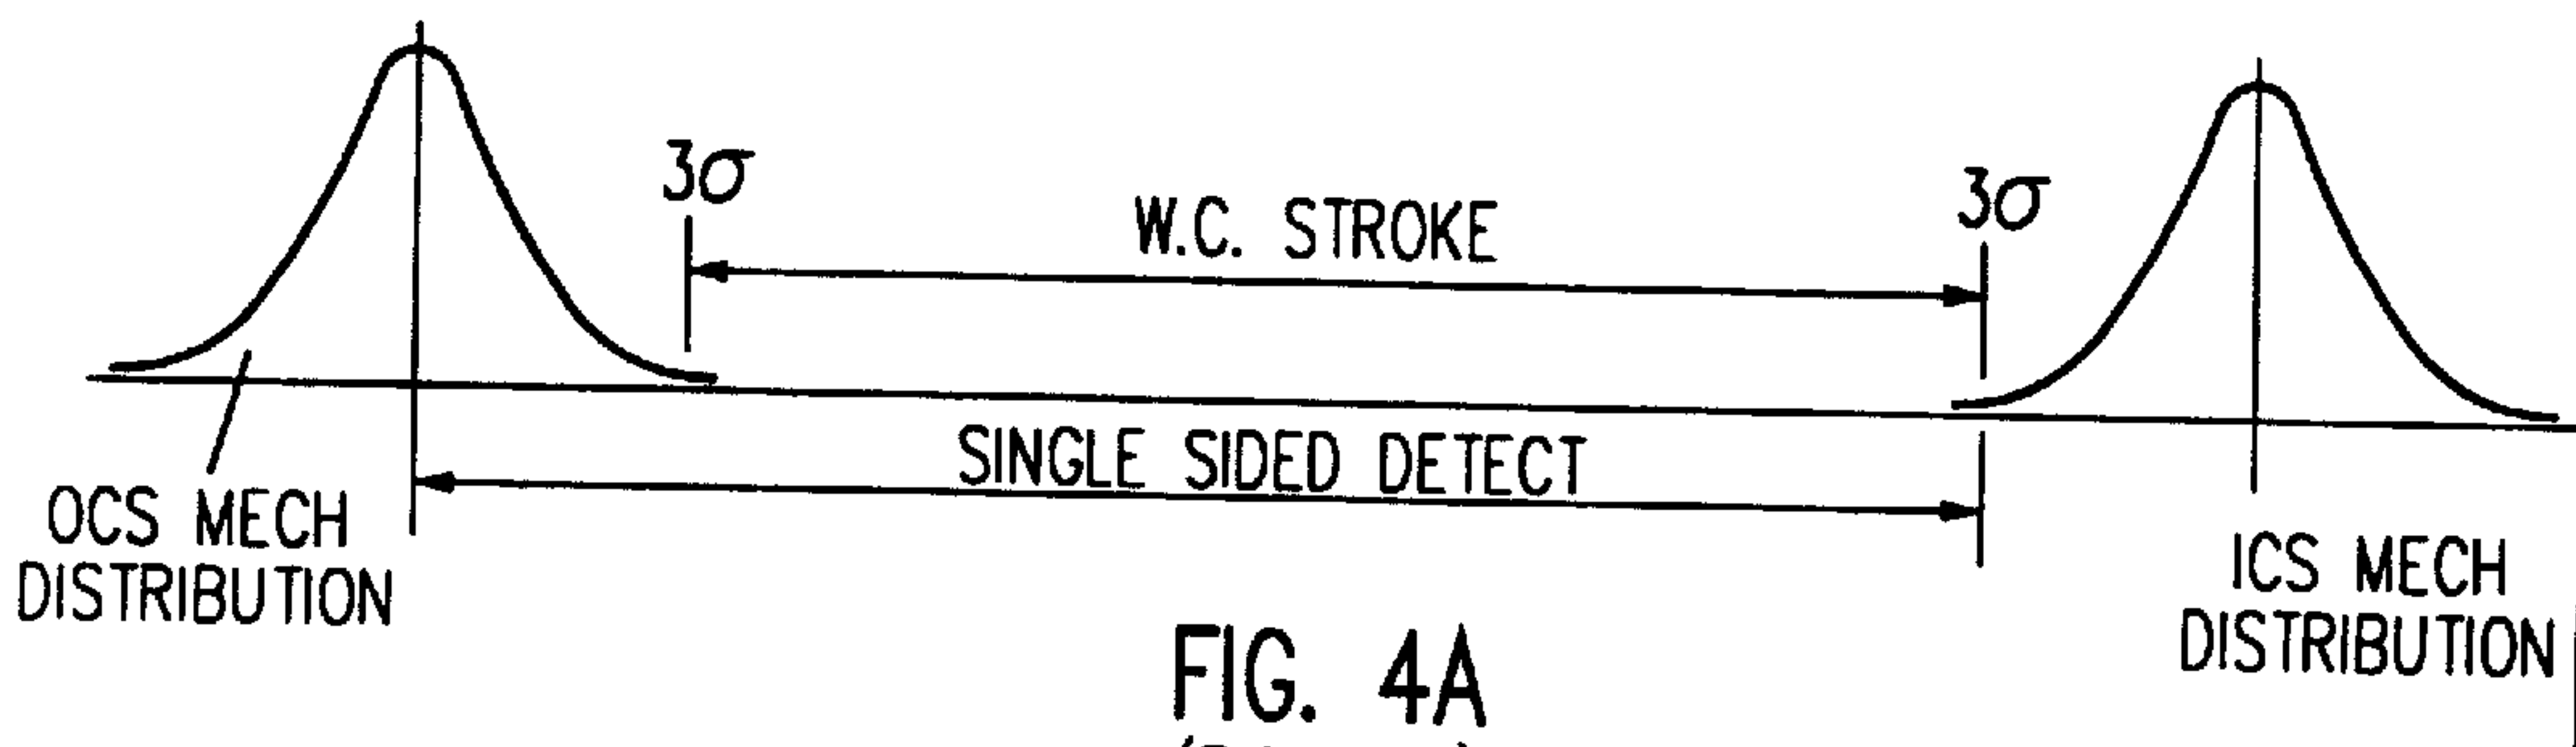 3σ
W.C. STROKE
3σ
SINGLE SIDED DETECT
OCS MECH
DISTRIBUTION
ICS MECH
DISTRIBUTION
FIG. 4A